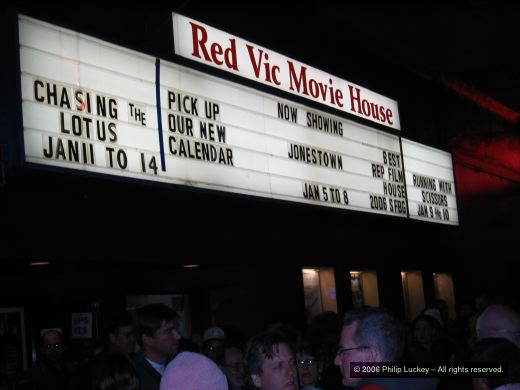 Red Vic Movie House
CHASING THE
LOTUS
JAN 11 TO 14
PICK UP
OUR NEW
CALENDAR
NOW SHOWING
JONESTOWN
JAN 5 TO 8
BEST
REP FILM
HOUSE
2006 SFBG
RUNNING WITH
SCISSORS
JAN 9 TO 10
© 2006 Philip Luckey – All rights reserved.